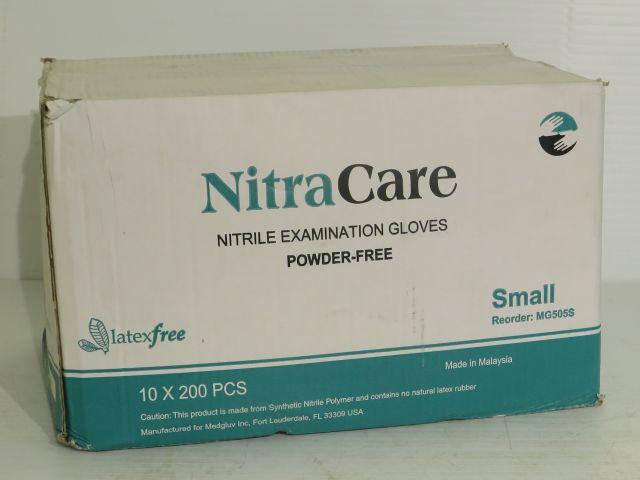 NitraCare
NITRILE EXAMINATION GLOVES
POWDER-FREE
Small
Reorder: MG505S
latexfree
Made in Malaysia
10 X 200 PCS
Caution: This product is made from Synthetic Nitrile Polymer and contains no natural latex rubber
Manufactured for Medgluv Inc, Fort Lauderdale, FL 33309 USA